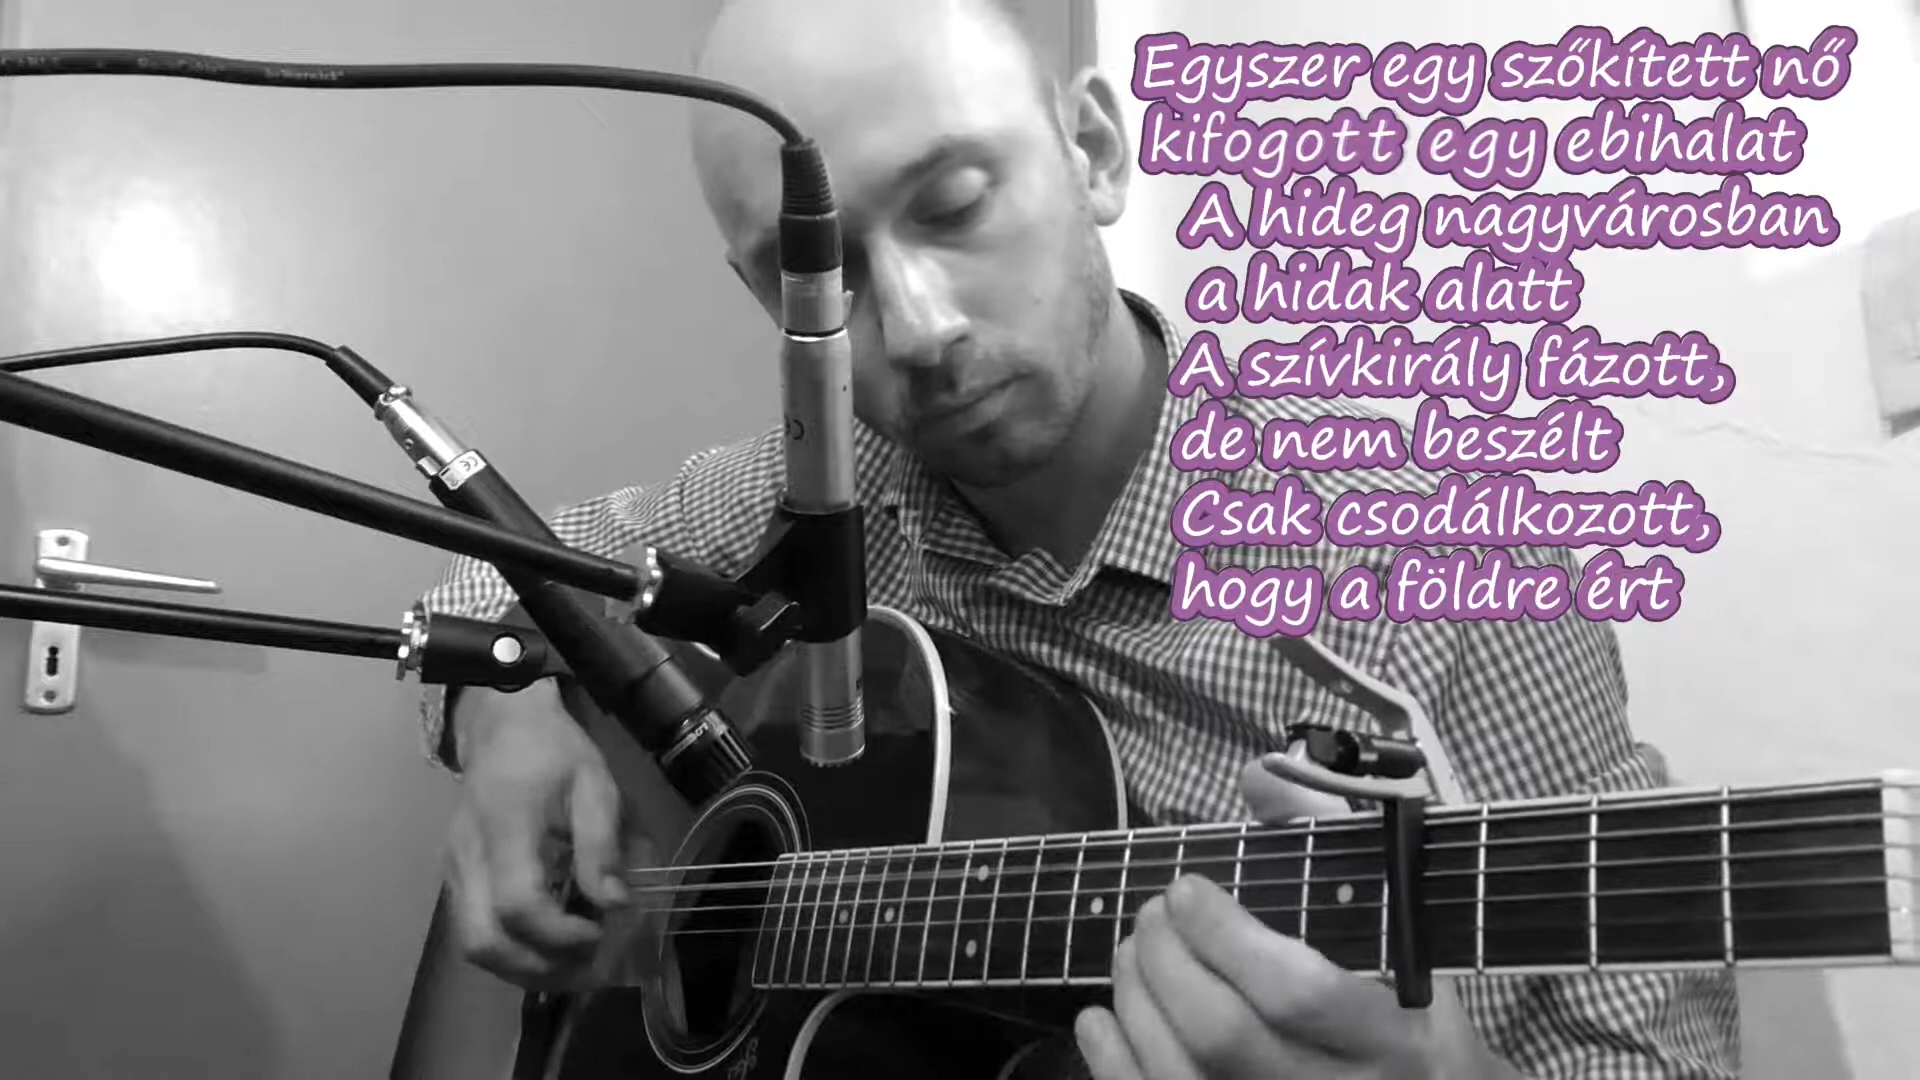 Egyszer egy szőkített nő
kifogott egy ebihalat
A hideg nagyvárosban
a hidak alatt
A szívkirály fázott,
de nem beszélt
Csak csodálkozott,
hogy a földre ért